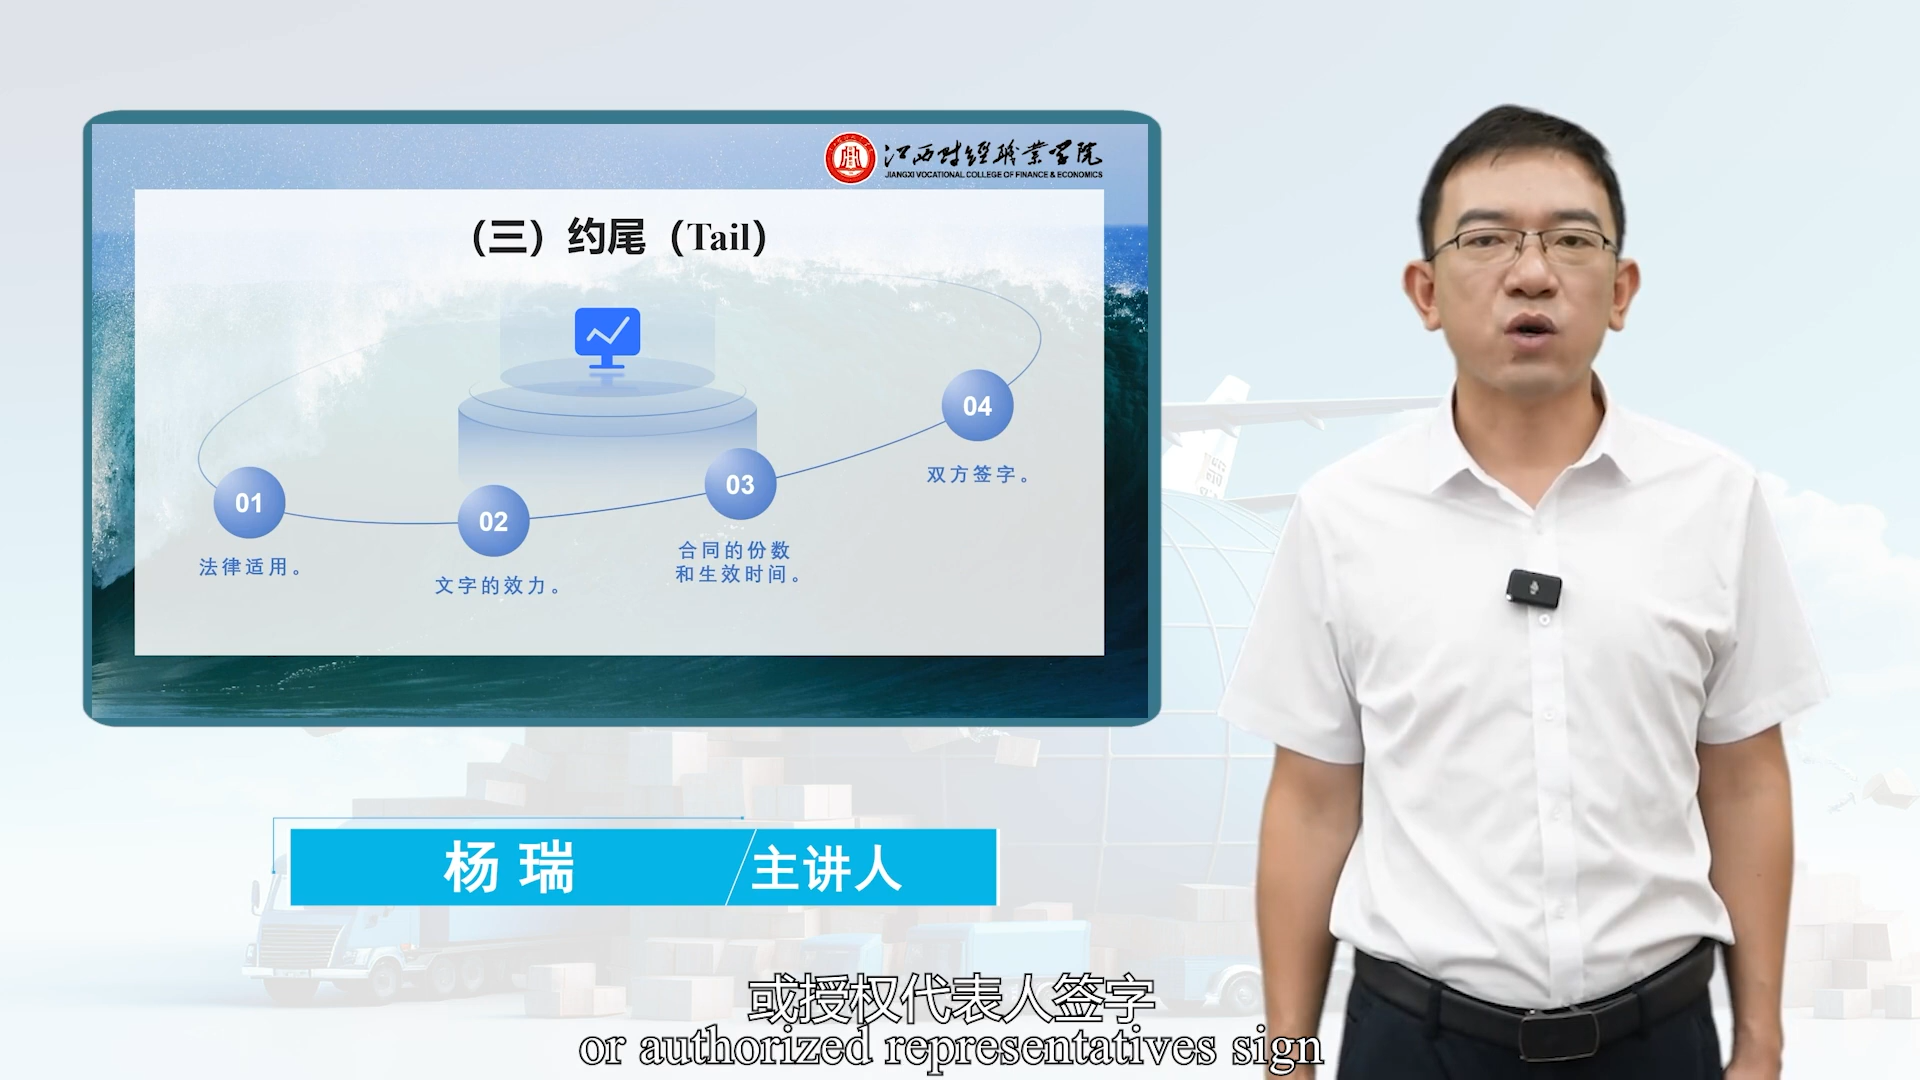 江西财经职业学院
JIANGXI VOCATIONAL COLLEGE OF FINANCE & ECONOMICS
（三）约尾（Tail）
04
双方签字。
03
合同的份数
和生效时间。
01
法律适用。
02
文字的效力。
杨 瑞 主讲人
或授权代表人签字
or authorized representatives sign